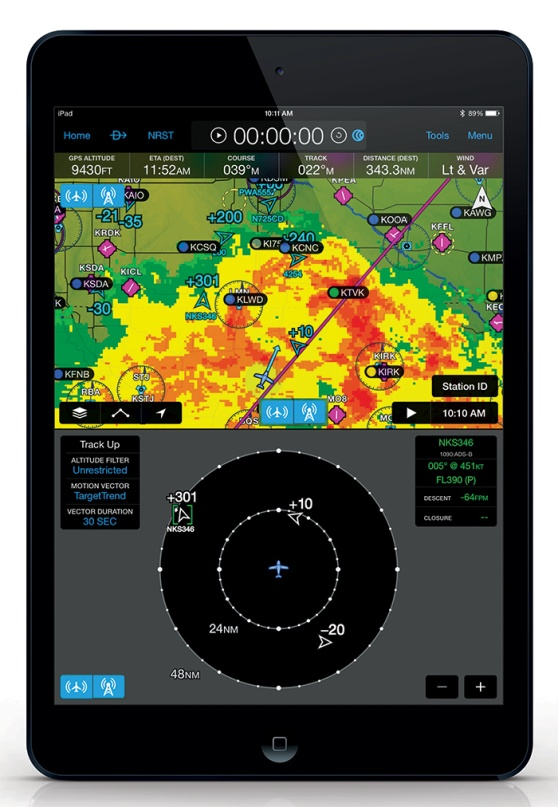 iPad 10:11 AM 89%
Home NRST 00:00:00 Tools Menu
GPS ALTITUDE ETA (DEST) COURSE TRACK DISTANCE (DEST) WIND
9430FT 11:52AM 039°M 022°M 343.3NM Lt & Var
KPEA
PWA555
KAIO
-21 -35
+200
N725CD
N
KAWG
KOOA
KFFL
KRDK
KCSQ
+240
KCNC
4254
KMP
KSDA
KICL
KSDA
+301
KLWD
KTVK
-30
NKS346
+10
KIRK
KFNB
STJ
KIRK
RBA
Station ID
KSTJ
MO8
10:10 AM
Track Up
ALTITUDE FILTER
Unrestricted
MOTION VECTOR
TargetTrend
VECTOR DURATION
30 SEC
NKS346
1090 ADS-B
005° @ 451KT
FL390 (P)
DESCENT -64FPM
CLOSURE --
+301
NKS346
+10
-20
24NM
48NM
− +